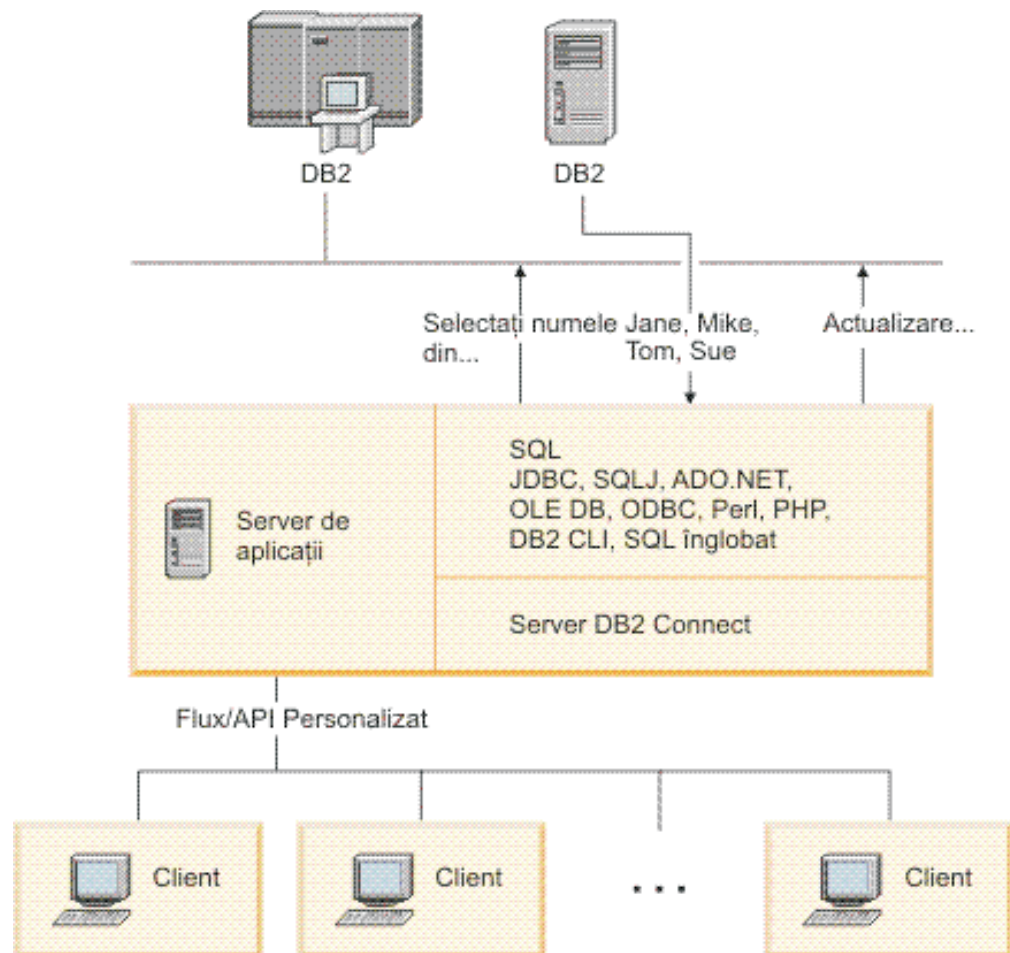 DB2
DB2
Selectați numele
din...
Jane, Mike,
Tom, Sue
Actualizare...
Server de
aplicații
SQL
JDBC, SQLJ, ADO.NET,
OLE DB, ODBC, Perl, PHP,
DB2 CLI, SQL înglobat
Server DB2 Connect
Flux/API Personalizat
Client
Client
...
Client